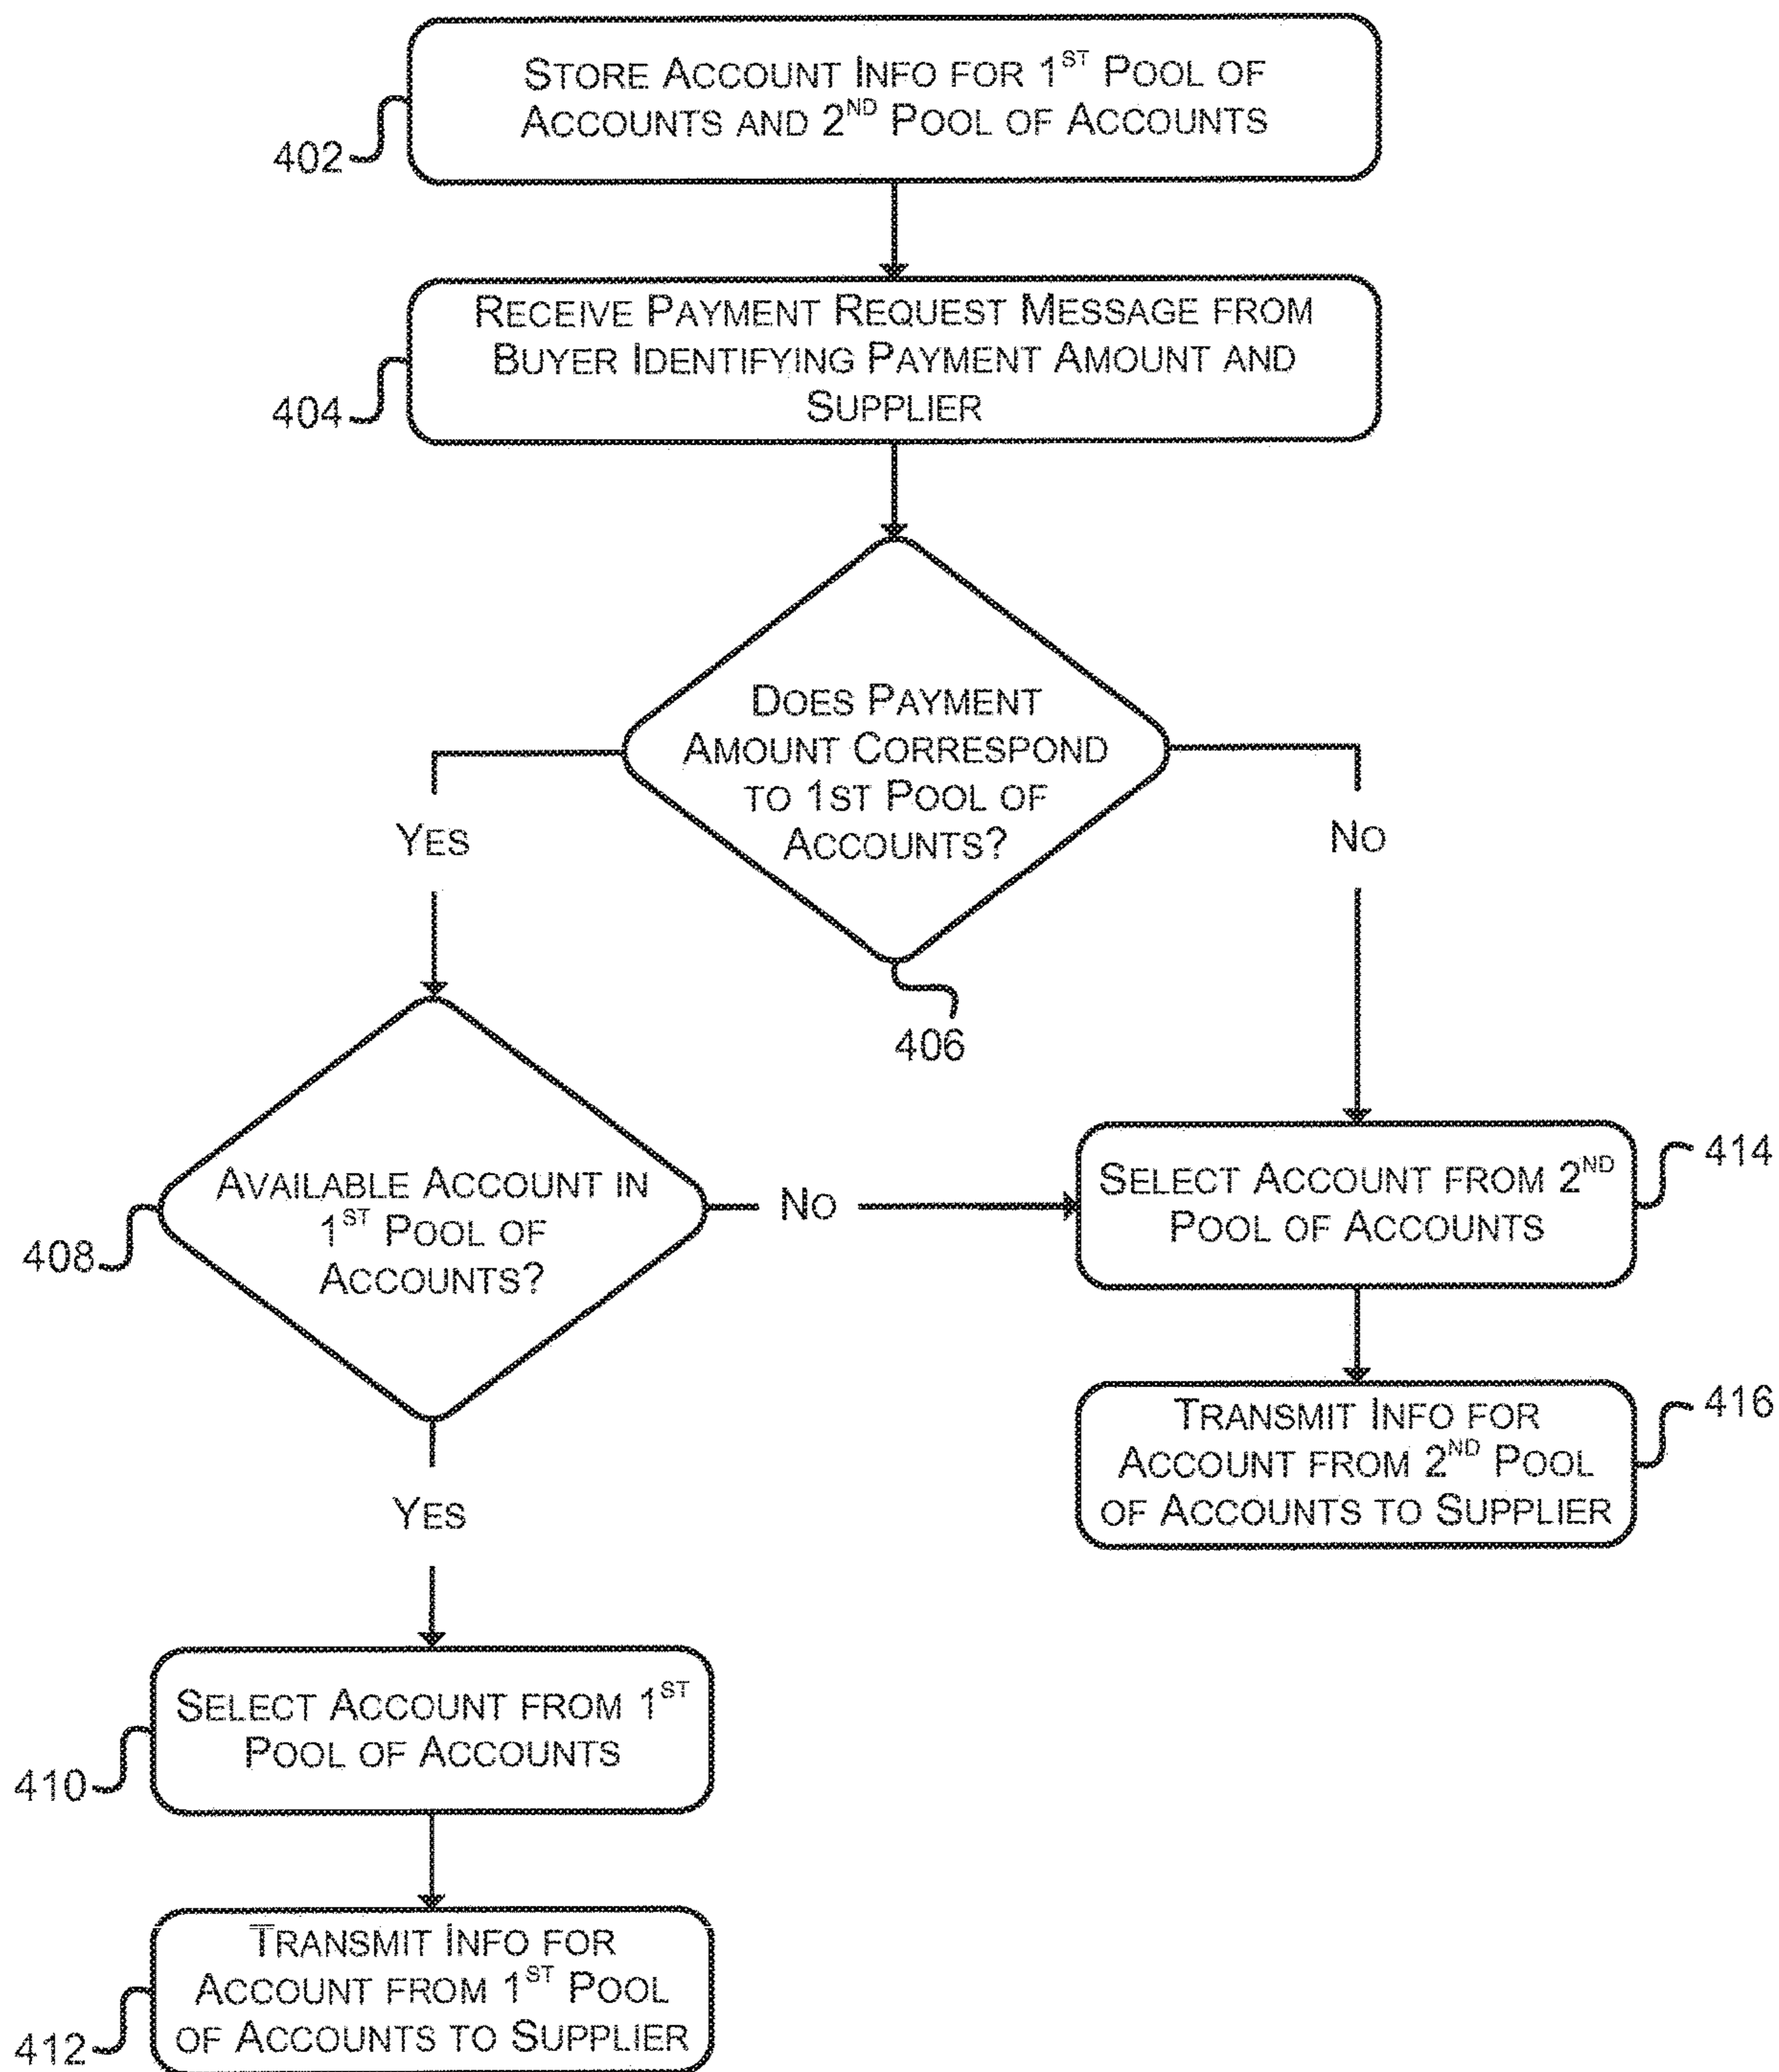 STORE ACCOUNT INFO FOR 1ST POOL OF
ACCOUNTS AND 2ND POOL OF ACCOUNTS
402
RECEIVE PAYMENT REQUEST MESSAGE FROM
BUYER IDENTIFYING PAYMENT AMOUNT AND
SUPPLIER
404
DOES PAYMENT
AMOUNT CORRESPOND
TO 1ST POOL OF
ACCOUNTS?
406
YES
NO
AVAILABLE ACCOUNT IN
1ST POOL OF
ACCOUNTS?
408
NO
SELECT ACCOUNT FROM 2ND
POOL OF ACCOUNTS
414
TRANSMIT INFO FOR
ACCOUNT FROM 2ND POOL
OF ACCOUNTS TO SUPPLIER
416
YES
SELECT ACCOUNT FROM 1ST
POOL OF ACCOUNTS
410
TRANSMIT INFO FOR
ACCOUNT FROM 1ST POOL
OF ACCOUNTS TO SUPPLIER
412